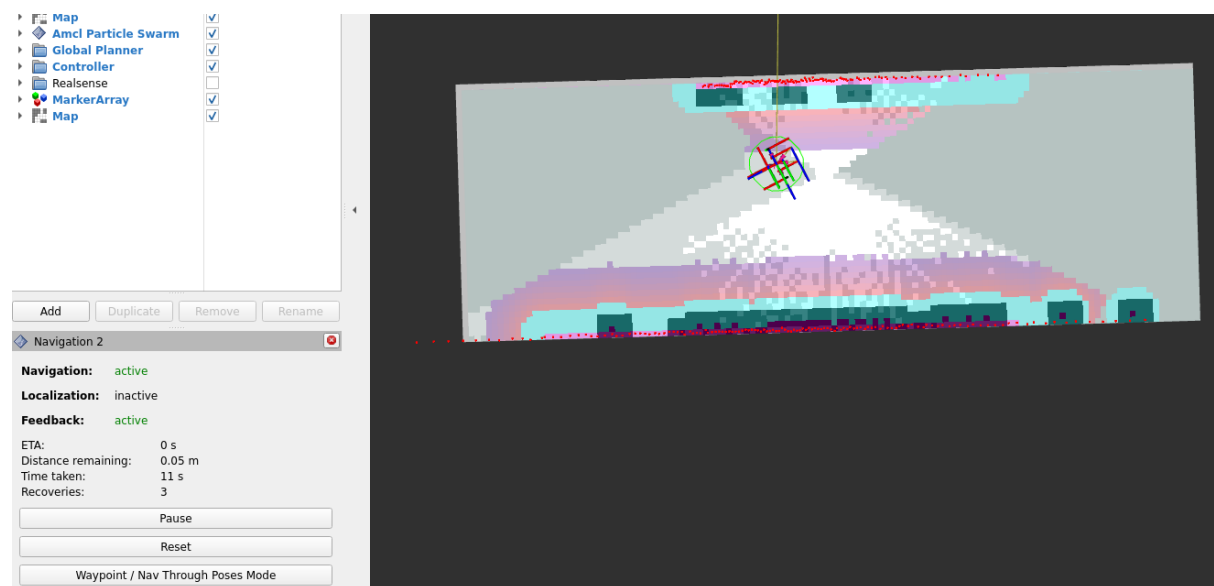 Map
Amcl Particle Swarm
Global Planner
Controller
Realsense
MarkerArray
Map
Add Duplicate Remove Rename
Navigation 2
Navigation: active
Localization: inactive
Feedback: active
ETA: 0 s
Distance remaining: 0.05 m
Time taken: 11 s
Recoveries: 3
Pause
Reset
Waypoint / Nav Through Poses Mode